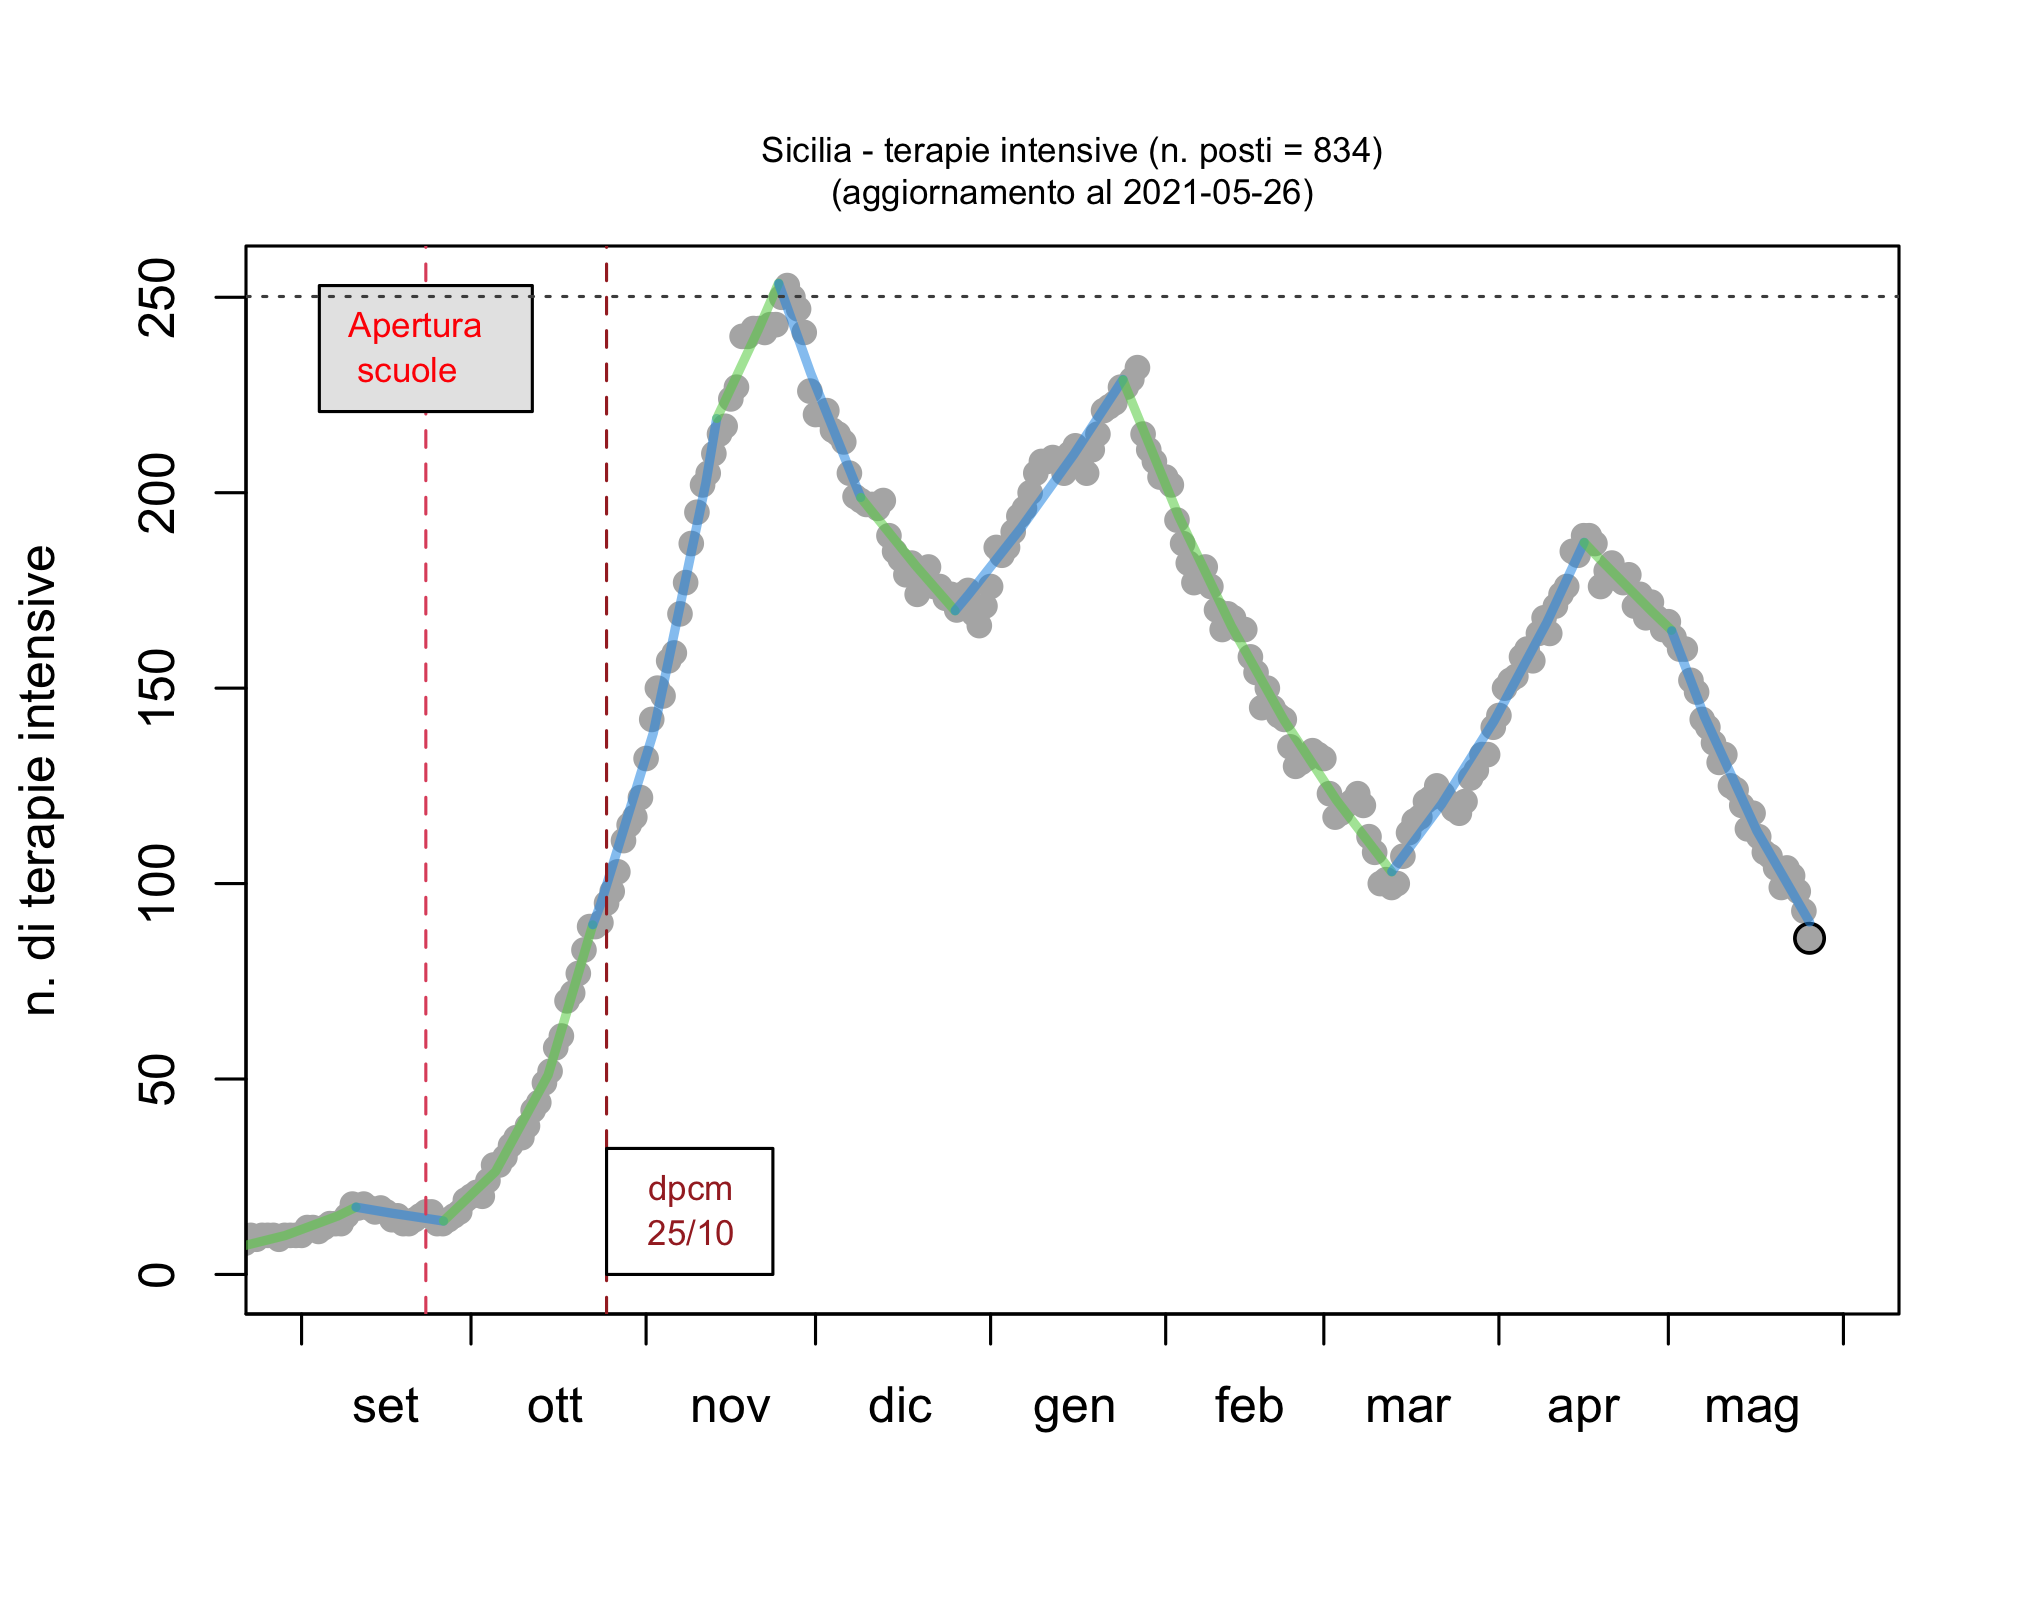 Sicilia - terapie intensive (n. posti = 834)
(aggiornamento al 2021-05-26)
n. di terapie intensive
250
200
150
100
50
0
Apertura
scuole
dpcm
25/10
set ott nov dic gen feb mar apr mag